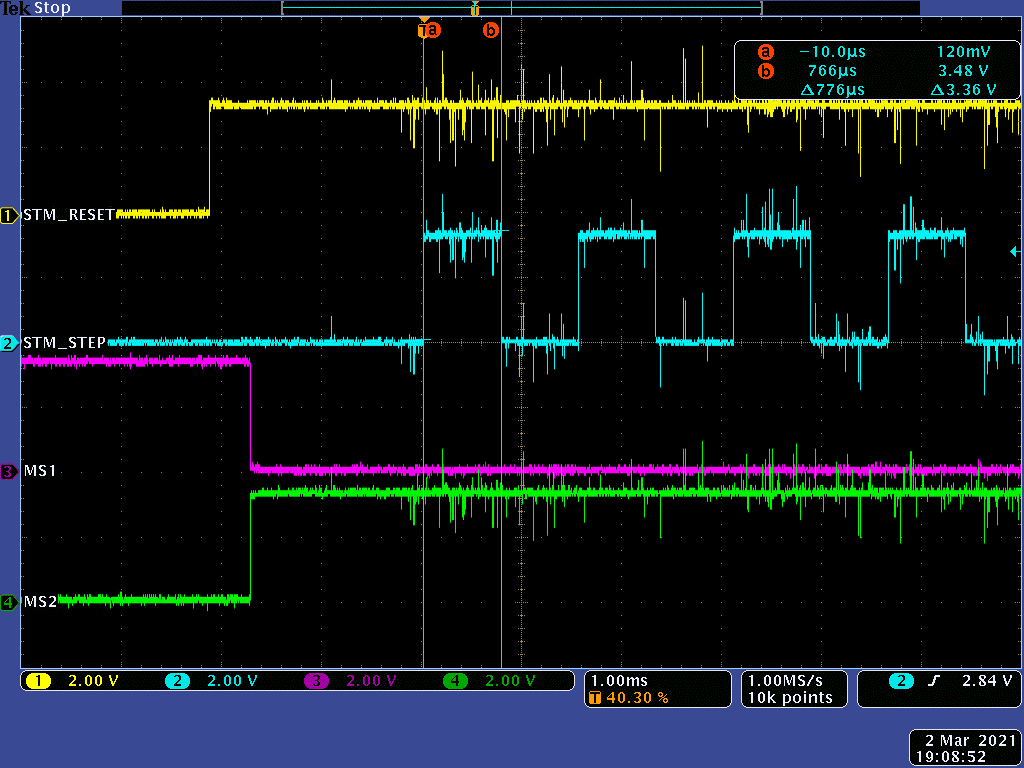 Tek Stop
T a b
a −10.0µs 120mV
b 766µs 3.48 V
Δ776µs Δ3.36 V
1 STM_RESET
2 STM_STEP
3 MS1
4 MS2
1 2.00 V 2 2.00 V 3 2.00 V 4 2.00 V
1.00ms
T 40.30 %
1.00MS/s
10k points
2 2.84 V
2 Mar 2021
19:08:52